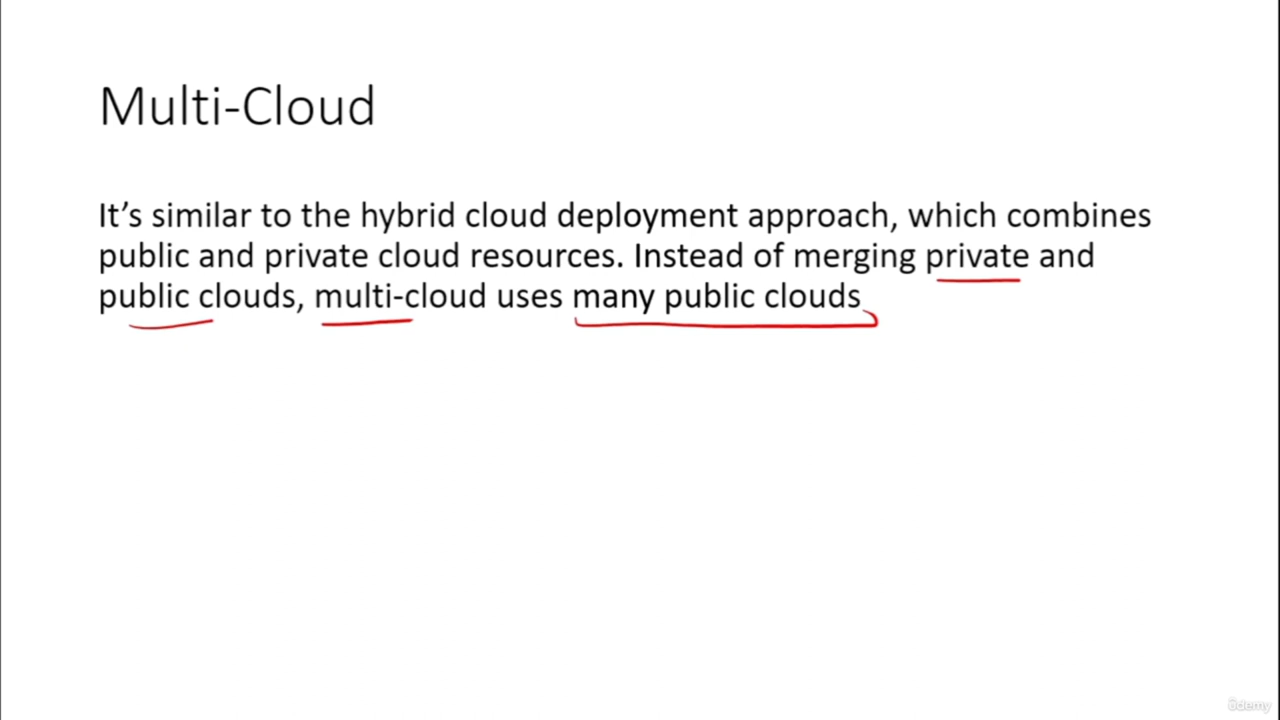 Multi-Cloud
It’s similar to the hybrid cloud deployment approach, which combines
public and private cloud resources. Instead of merging private and
public clouds, multi-cloud uses many public clouds
ûdemy